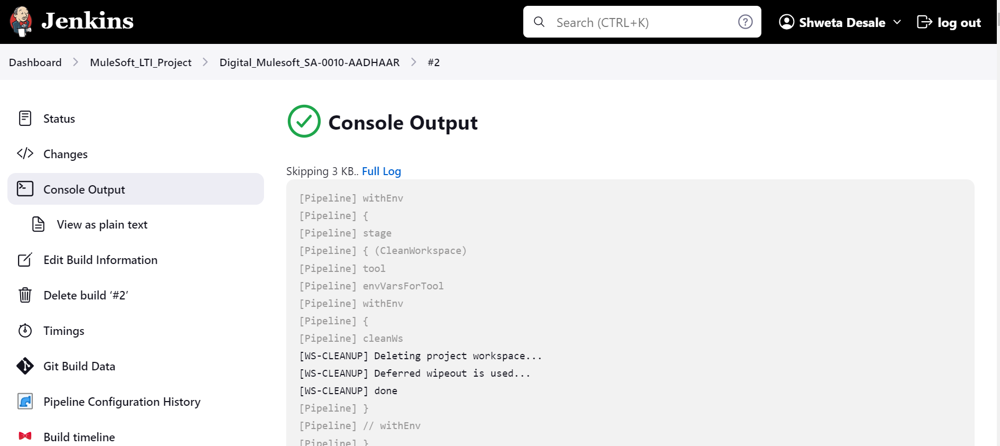 Jenkins
Search (CTRL+K)
Shweta Desale
log out
Dashboard
MuleSoft_LTI_Project
Digital_Mulesoft_SA-0010-AADHAAR
#2
Status
Changes
Console Output
View as plain text
Edit Build Information
Delete build ‘#2’
Timings
Git Build Data
Pipeline Configuration History
Build timeline
Console Output
Skipping 3 KB.. Full Log
[Pipeline] withEnv
[Pipeline] {
[Pipeline] stage
[Pipeline] { (CleanWorkspace)
[Pipeline] tool
[Pipeline] envVarsForTool
[Pipeline] withEnv
[Pipeline] {
[Pipeline] cleanWs
[WS-CLEANUP] Deleting project workspace...
[WS-CLEANUP] Deferred wipeout is used...
[WS-CLEANUP] done
[Pipeline] }
[Pipeline] // withEnv
[Pipeline] }